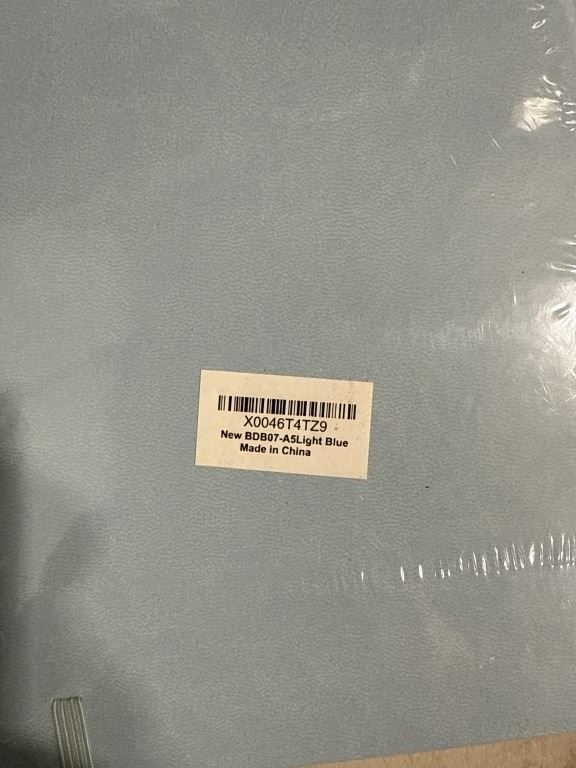 X0046T4TZ9
New BDB07-A5Light Blue
Made in China